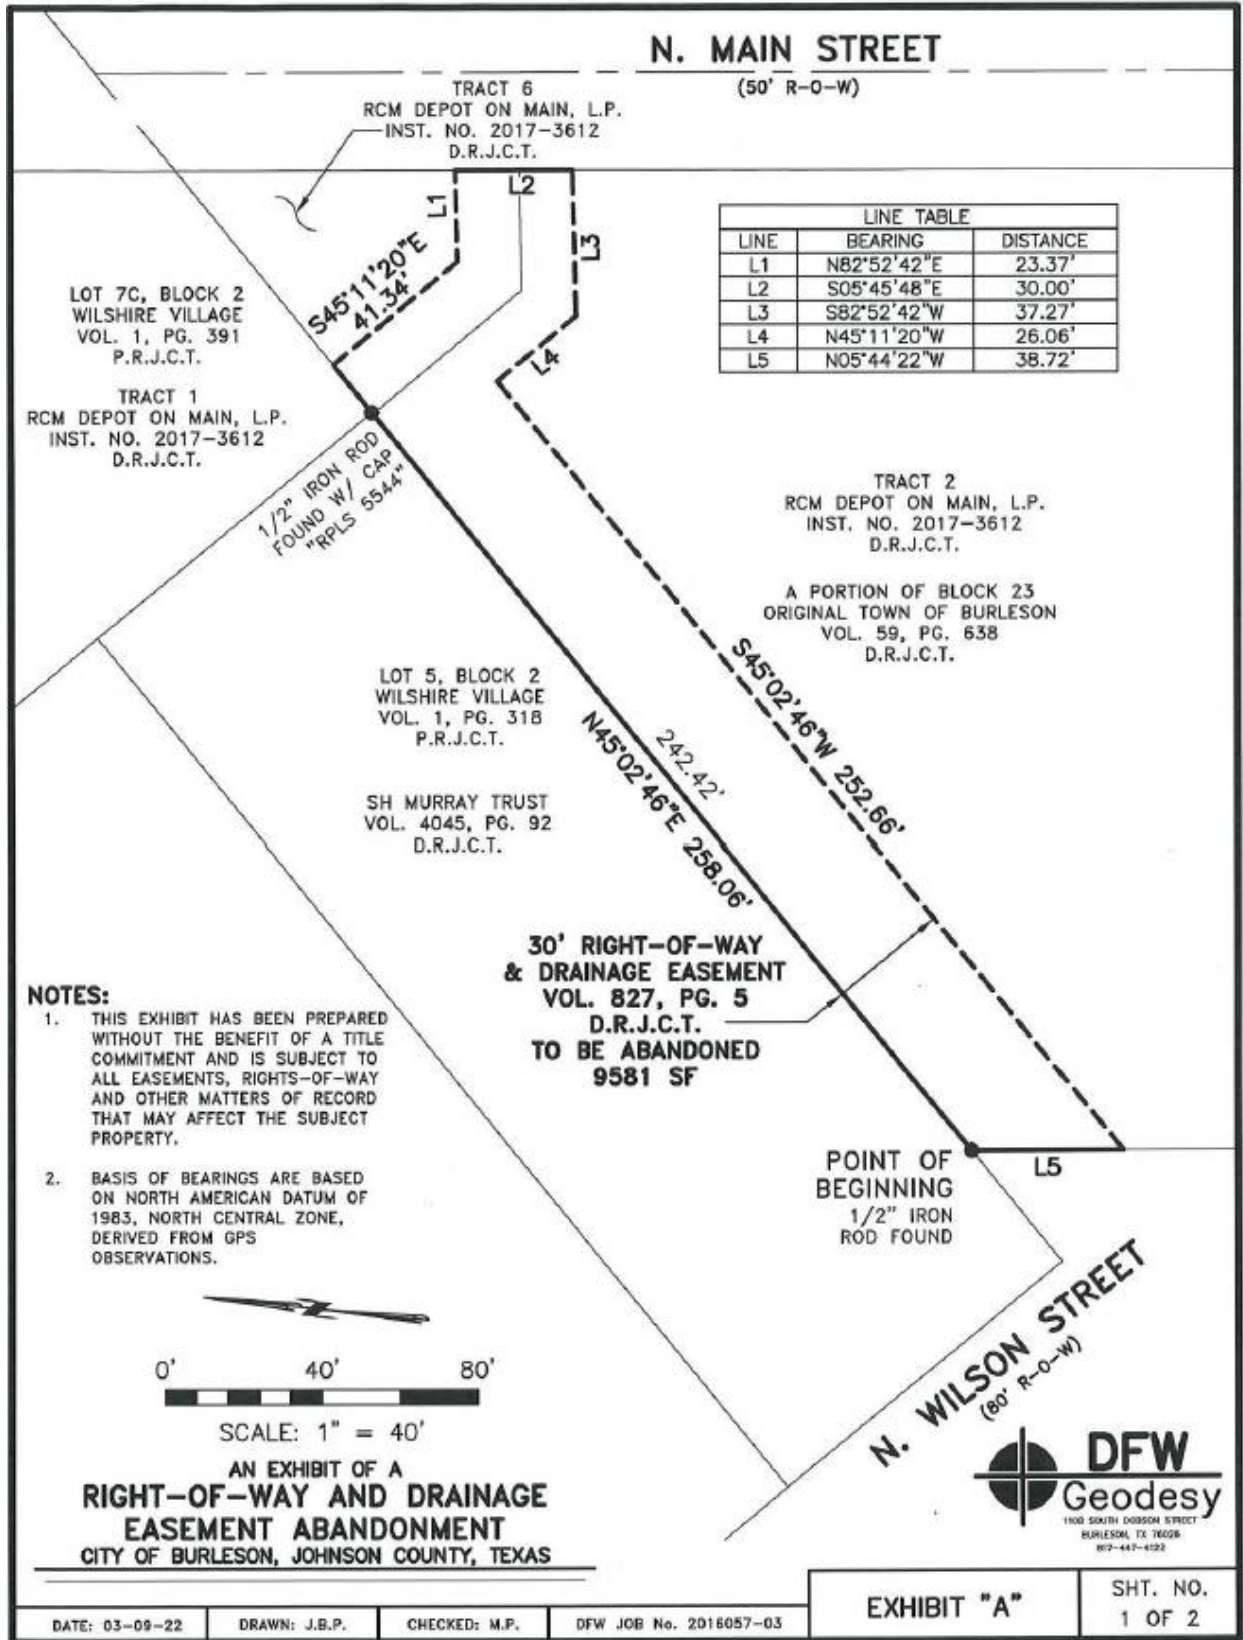 N. MAIN STREET
(50' R-O-W)
TRACT 6
RCM DEPOT ON MAIN, L.P.
INST. NO. 2017-3612
D.R.J.C.T.
L1
L2
L3
S45°11'20"E
41.34'
L4
LINE TABLE
LINE BEARING DISTANCE
L1 N82°52'42"E 23.37'
L2 S05°45'48"E 30.00'
L3 S82°52'42"W 37.27'
L4 N45°11'20"W 26.06'
L5 N05°44'22"W 38.72'
LOT 7C, BLOCK 2
WILSHIRE VILLAGE
VOL. 1, PG. 391
P.R.J.C.T.
TRACT 1
RCM DEPOT ON MAIN, L.P.
INST. NO. 2017-3612
D.R.J.C.T.
1/2" IRON ROD
FOUND W/ CAP
"RPLS 5544"
TRACT 2
RCM DEPOT ON MAIN, L.P.
INST. NO. 2017-3612
D.R.J.C.T.
A PORTION OF BLOCK 23
ORIGINAL TOWN OF BURLESON
VOL. 59, PG. 638
D.R.J.C.T.
LOT 5, BLOCK 2
WILSHIRE VILLAGE
VOL. 1, PG. 318
P.R.J.C.T.
SH MURRAY TRUST
VOL. 4045, PG. 92
D.R.J.C.T.
S45°02'46"W 252.66'
242.42'
N45°02'46"E 258.06'
30' RIGHT-OF-WAY
& DRAINAGE EASEMENT
VOL. 827, PG. 5
D.R.J.C.T.
TO BE ABANDONED
9581 SF
NOTES:
1. THIS EXHIBIT HAS BEEN PREPARED
WITHOUT THE BENEFIT OF A TITLE
COMMITMENT AND IS SUBJECT TO
ALL EASEMENTS, RIGHTS-OF-WAY
AND OTHER MATTERS OF RECORD
THAT MAY AFFECT THE SUBJECT
PROPERTY.
2. BASIS OF BEARINGS ARE BASED
ON NORTH AMERICAN DATUM OF
1983, NORTH CENTRAL ZONE,
DERIVED FROM GPS
OBSERVATIONS.
POINT OF
BEGINNING
1/2" IRON
ROD FOUND
L5
N. WILSON STREET
(80' R-O-W)
0' 40' 80'
SCALE: 1" = 40'
AN EXHIBIT OF A
RIGHT-OF-WAY AND DRAINAGE
EASEMENT ABANDONMENT
CITY OF BURLESON, JOHNSON COUNTY, TEXAS
DFW
Geodesy
1100 SOUTH DOBSON STREET
BURLESON, TX 76028
817-447-4122
DATE: 03-09-22
DRAWN: J.B.P.
CHECKED: M.P.
DFW JOB No. 2016057-03
EXHIBIT "A"
SHT. NO.
1 OF 2